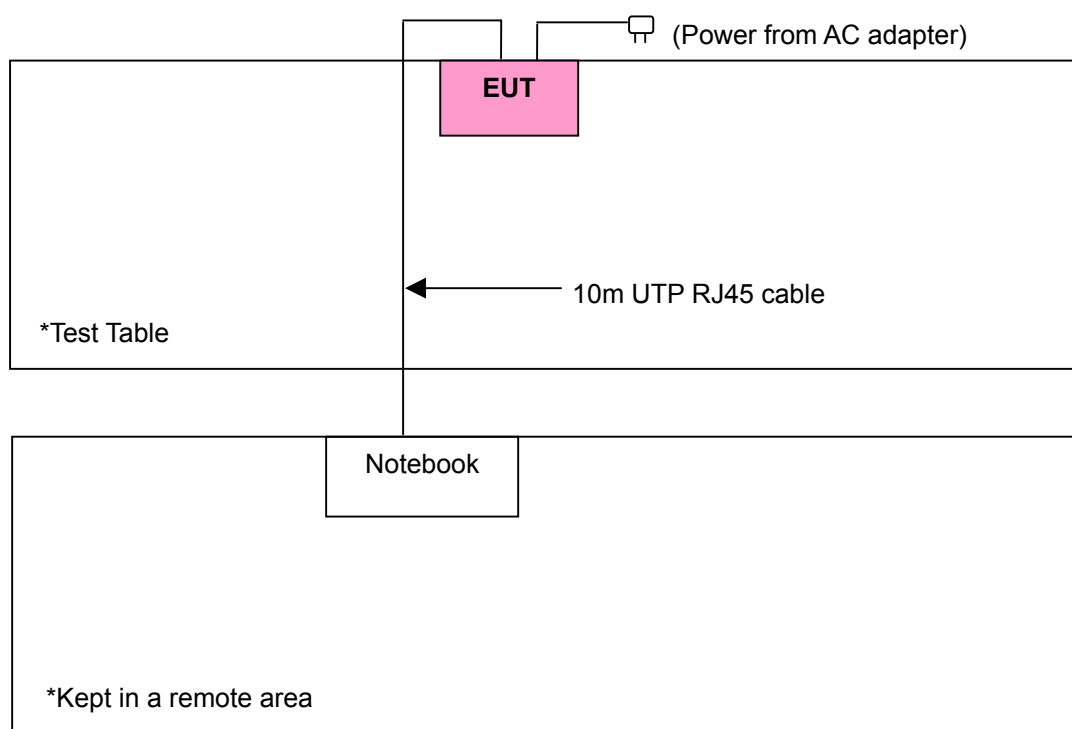 (Power from AC adapter)
EUT
10m UTP RJ45 cable
*Test Table
Notebook
*Kept in a remote area